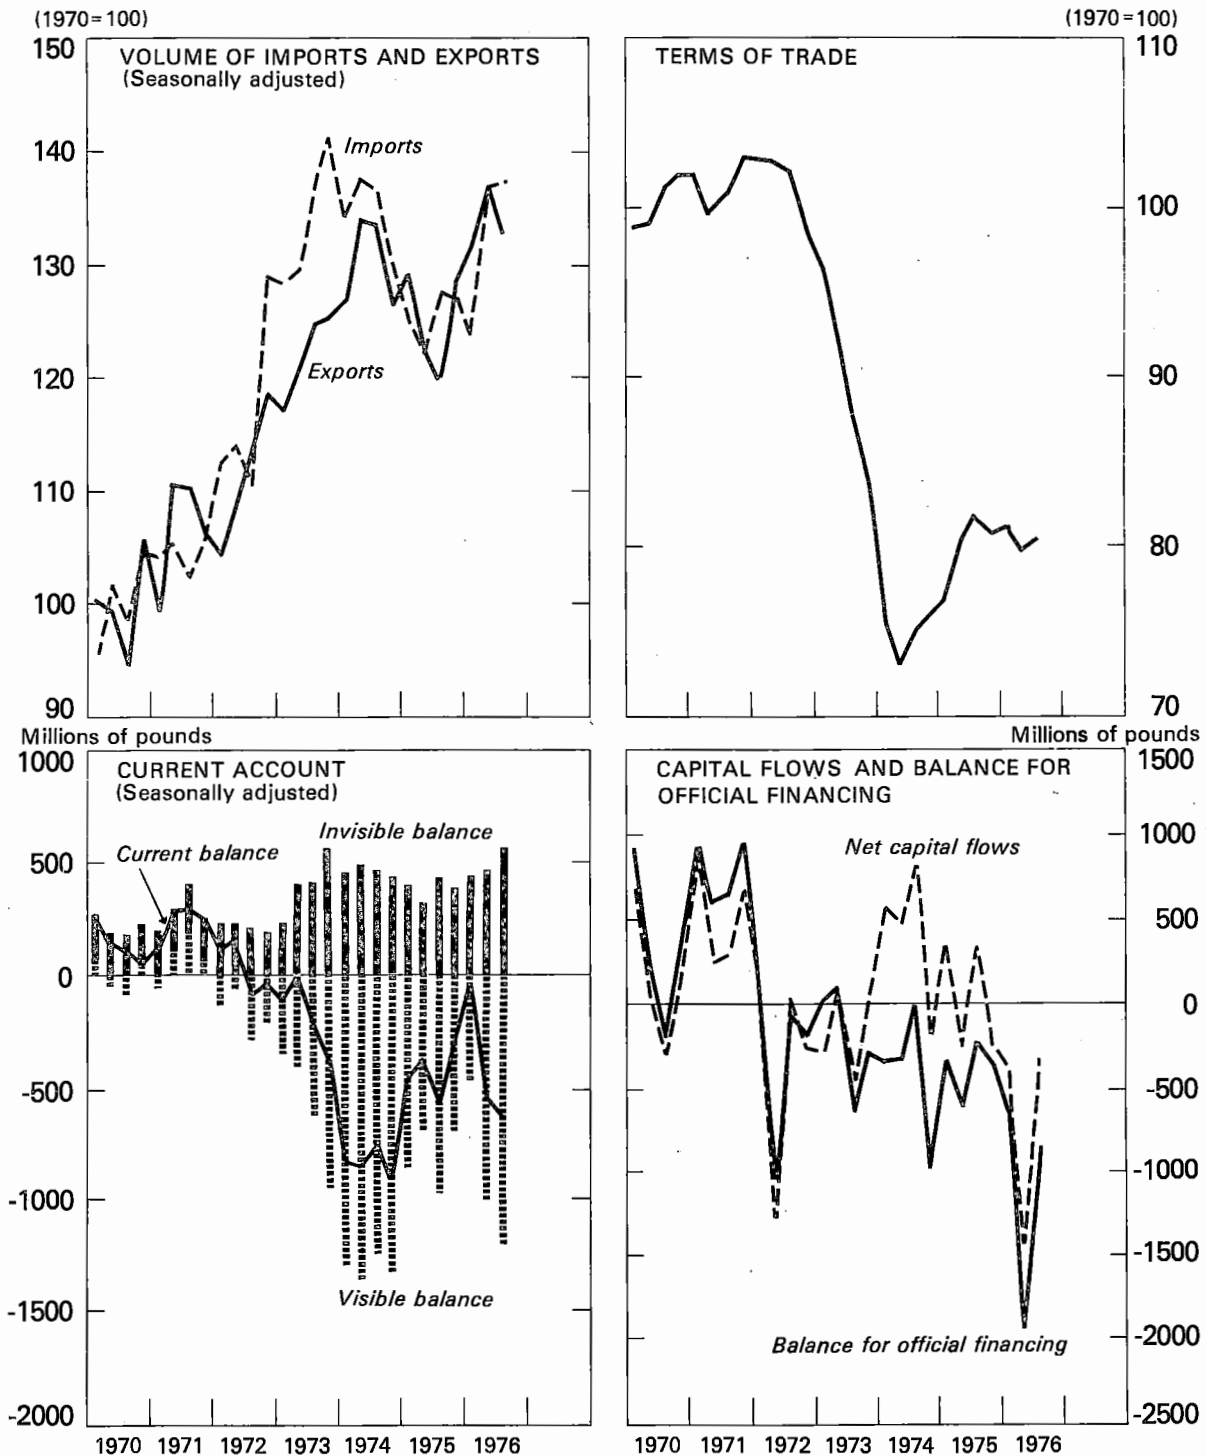 (1970=100)
(1970=100)
VOLUME OF IMPORTS AND EXPORTS
(Seasonally adjusted)
150
140
130
120
110
100
90
Imports
Exports
TERMS OF TRADE
110
100
90
80
70
Millions of pounds
Millions of pounds
CURRENT ACCOUNT
(Seasonally adjusted)
1000
500
0
-500
-1000
-1500
-2000
Invisible balance
Current balance
Visible balance
1970 1971 1972 1973 1974 1975 1976
CAPITAL FLOWS AND BALANCE FOR
OFFICIAL FINANCING
1500
1000
500
0
-500
-1000
-1500
-2000
-2500
Net capital flows
Balance for official financing
1970 1971 1972 1973 1974 1975 1976